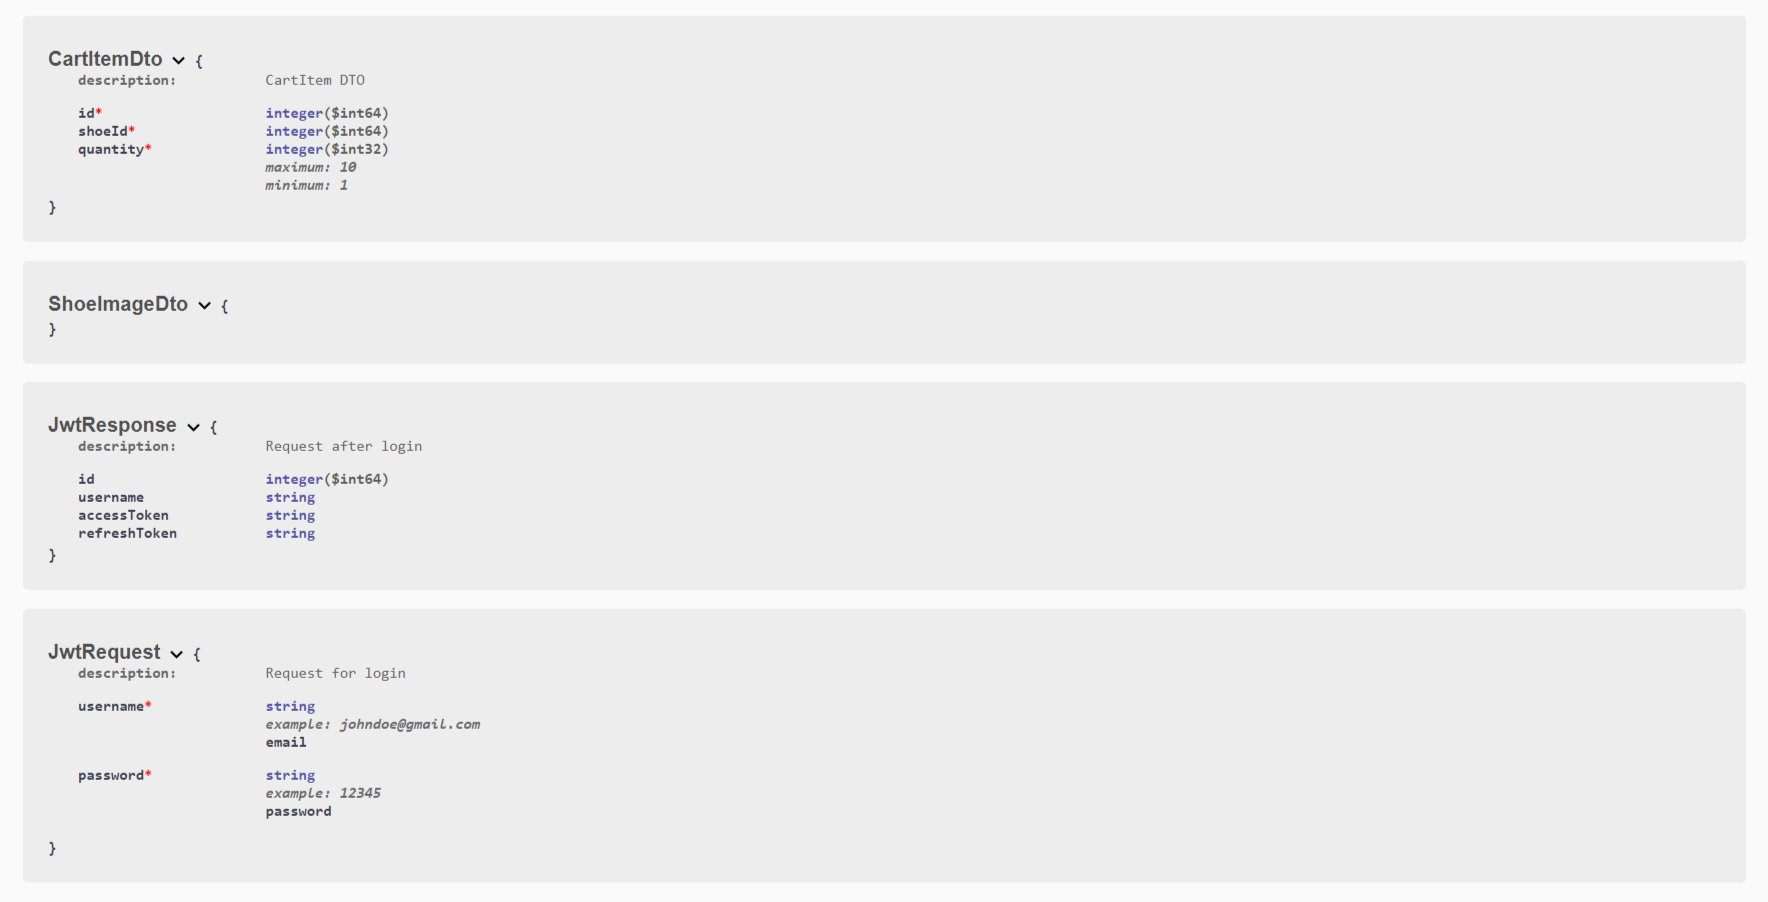 CartItemDto {
description: CartItem DTO
id* integer($int64)
shoeId* integer($int64)
quantity* integer($int32)
maximum: 10
minimum: 1
}
ShoeImageDto {
}
JwtResponse {
description: Request after login
id integer($int64)
username string
accessToken string
refreshToken string
}
JwtRequest {
description: Request for login
username* string
example: johndoe@gmail.com
email
password* string
example: 12345
password
}